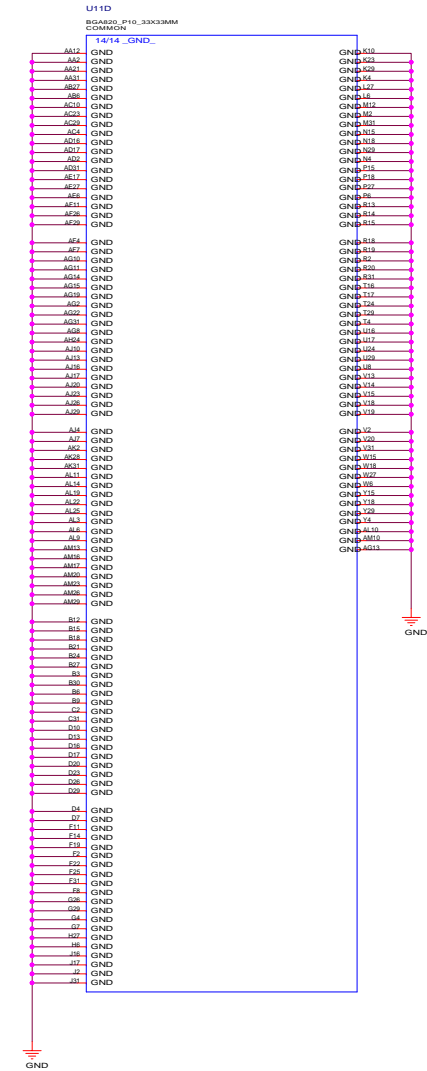 U11D
BGA820_P10_33X33MM
COMMON
14/14 _GND_
AA12 GND
AA2 GND
AA21 GND
AA31 GND
AB27 GND
AB6 GND
AC10 GND
AC23 GND
AC29 GND
AC4 GND
AD16 GND
AD17 GND
AD2 GND
AD31 GND
AE17 GND
AE27 GND
AE6 GND
AF11 GND
AF26 GND
AF29 GND
AF4 GND
AF7 GND
AG10 GND
AG11 GND
AG14 GND
AG15 GND
AG19 GND
AG2 GND
AG22 GND
AG31 GND
AG8 GND
AH24 GND
AJ10 GND
AJ13 GND
AJ16 GND
AJ17 GND
AJ20 GND
AJ23 GND
AJ26 GND
AJ29 GND
AJ4 GND
AJ7 GND
AK2 GND
AK28 GND
AK31 GND
AL11 GND
AL14 GND
AL19 GND
AL22 GND
AL25 GND
AL3 GND
AL6 GND
AL9 GND
AM13 GND
AM16 GND
AM17 GND
AM20 GND
AM23 GND
AM26 GND
AM29 GND
B12 GND
B15 GND
B18 GND
B21 GND
B24 GND
B27 GND
B3 GND
B30 GND
B6 GND
B9 GND
C2 GND
C31 GND
D10 GND
D13 GND
D16 GND
D17 GND
D20 GND
D23 GND
D26 GND
D29 GND
D4 GND
D7 GND
F11 GND
F14 GND
F19 GND
F2 GND
F22 GND
F25 GND
F31 GND
F8 GND
G26 GND
G29 GND
G4 GND
G7 GND
H27 GND
H6 GND
J16 GND
J17 GND
J2 GND
J31 GND
GND
GND K10
GND K23
GND K29
GND K4
GND L27
GND L6
GND M12
GND M2
GND M31
GND N15
GND N18
GND N29
GND N4
GND P15
GND P18
GND P27
GND P6
GND R13
GND R14
GND R15
GND R18
GND R19
GND R2
GND R20
GND R31
GND T16
GND T17
GND T24
GND T29
GND T4
GND U16
GND U17
GND U24
GND U29
GND U8
GND V13
GND V14
GND V15
GND V18
GND V19
GND V2
GND V20
GND V31
GND W15
GND W18
GND W27
GND W6
GND Y15
GND Y18
GND Y29
GND Y4
GND AL10
GND AM10
GND AG13
GND